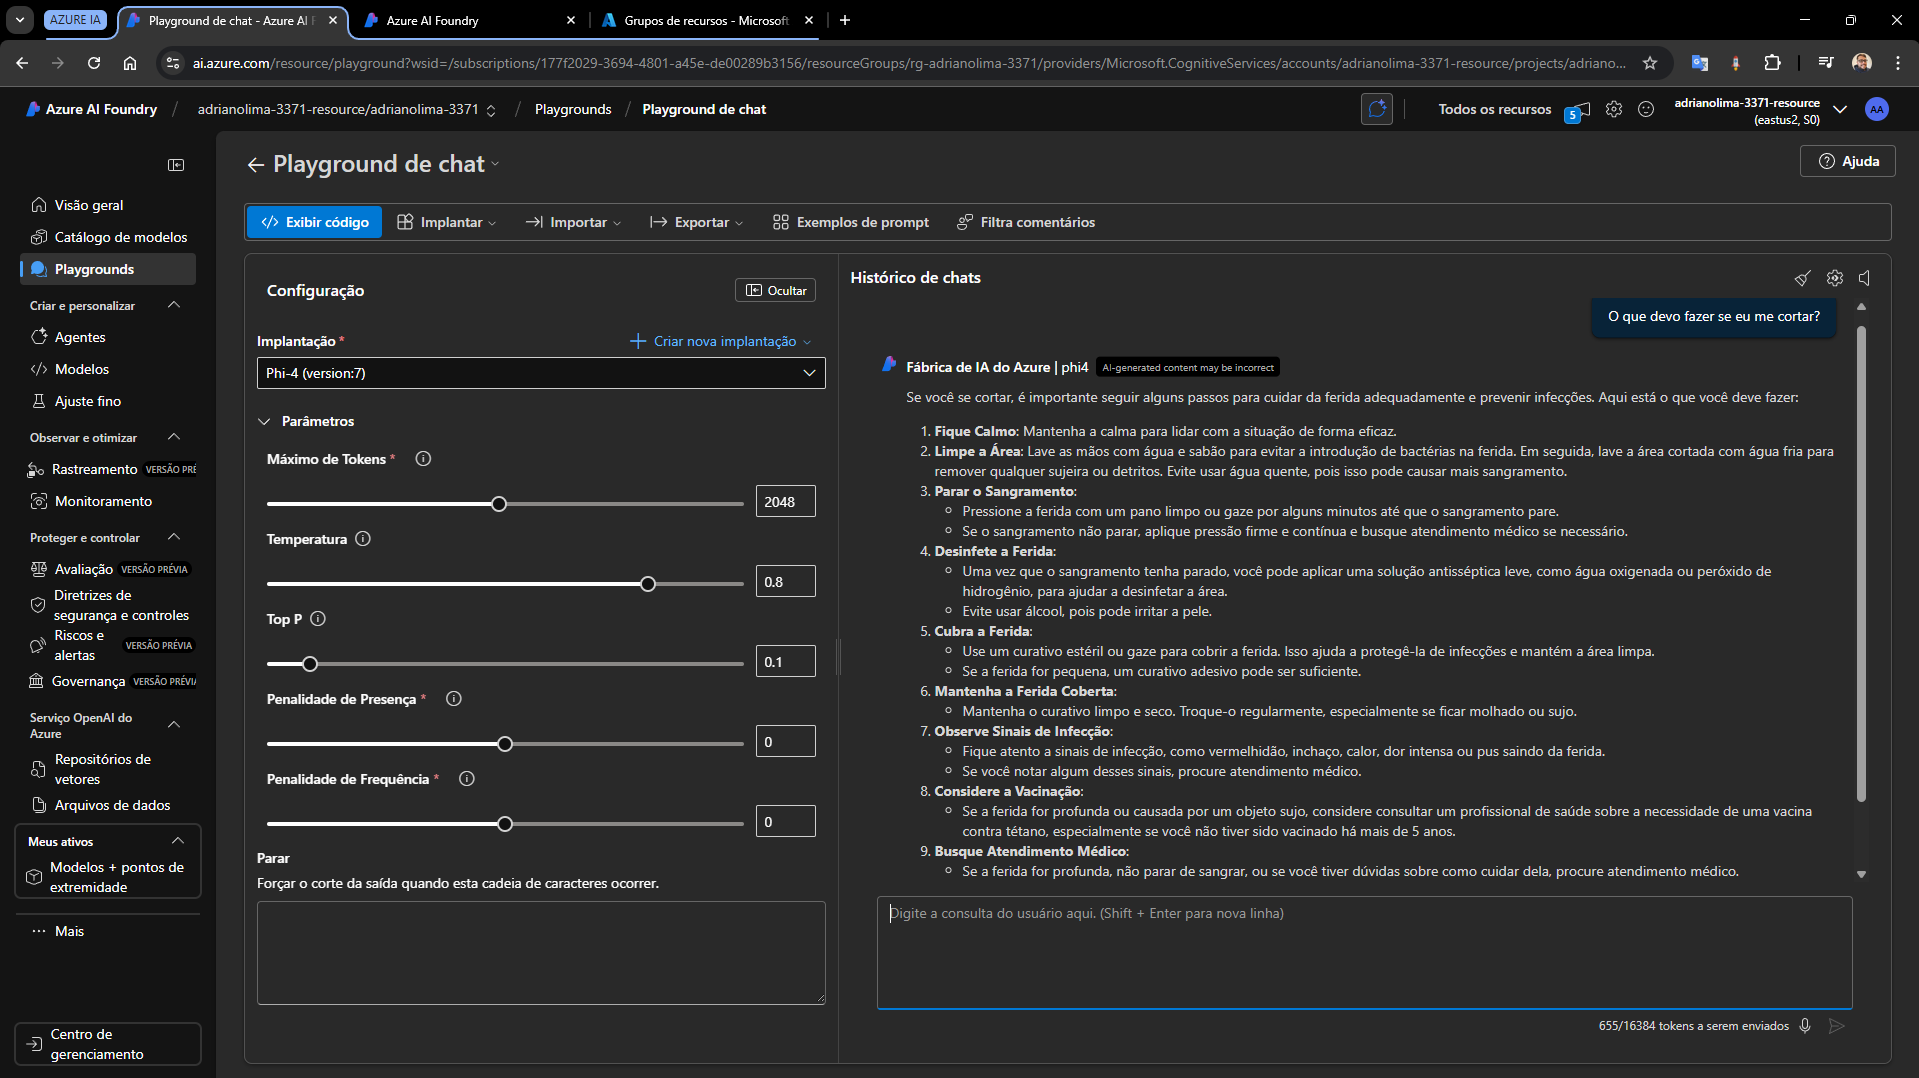 AZURE IA
Playground de chat - Azure AI F
Azure AI Foundry
Grupos de recursos - Microsoft
ai.azure.com/resource/playground?wsid=/subscriptions/177f2029-3694-4801-a45e-de00289b3156/resourceGroups/rg-adrianolima-3371/providers/Microsoft.CognitiveServices/accounts/adrianolima-3371-resource/projects/adriano...
Azure AI Foundry / adrianolima-3371-resource/adrianolima-3371 / Playgrounds / Playground de chat
Todos os recursos
5
adrianolima-3371-resource
(eastus2, S0)
AA
Playground de chat
Ajuda
Visão geral
Catálogo de modelos
Playgrounds
Criar e personalizar
Agentes
Modelos
Ajuste fino
Observar e otimizar
Rastreamento VERSÃO PRÉ
Monitoramento
Proteger e controlar
Avaliação VERSÃO PRÉVIA
Diretrizes de
segurança e controles
Riscos e
alertas VERSÃO PRÉVIA
Governança VERSÃO PRÉVIA
Serviço OpenAI do
Azure
Repositórios de
vetores
Arquivos de dados
Meus ativos
Modelos + pontos de
extremidade
Mais
Centro de
gerenciamento
Exibir código
Implantar
Importar
Exportar
Exemplos de prompt
Filtra comentários
Configuração
Ocultar
Implantação *
Criar nova implantação
Phi-4 (version:7)
Parâmetros
Máximo de Tokens *
2048
Temperatura
0.8
Top P
0.1
Penalidade de Presença *
0
Penalidade de Frequência *
0
Parar
Forçar o corte da saída quando esta cadeia de caracteres ocorrer.
Histórico de chats
O que devo fazer se eu me cortar?
Fábrica de IA do Azure | phi4 AI-generated content may be incorrect
Se você se cortar, é importante seguir alguns passos para cuidar da ferida adequadamente e prevenir infecções. Aqui está o que você deve fazer:
1. Fique Calmo: Mantenha a calma para lidar com a situação de forma eficaz.
2. Limpe a Área: Lave as mãos com água e sabão para evitar a introdução de bactérias na ferida. Em seguida, lave a área cortada com água fria para
remover qualquer sujeira ou detritos. Evite usar água quente, pois isso pode causar mais sangramento.
3. Parar o Sangramento:
Pressione a ferida com um pano limpo ou gaze por alguns minutos até que o sangramento pare.
Se o sangramento não parar, aplique pressão firme e contínua e busque atendimento médico se necessário.
4. Desinfete a Ferida:
Uma vez que o sangramento tenha parado, você pode aplicar uma solução antisséptica leve, como água oxigenada ou peróxido de
hidrogênio, para ajudar a desinfetar a área.
Evite usar álcool, pois pode irritar a pele.
5. Cubra a Ferida:
Use um curativo estéril ou gaze para cobrir a ferida. Isso ajuda a protegê-la de infecções e mantém a área limpa.
Se a ferida for pequena, um curativo adesivo pode ser suficiente.
6. Mantenha a Ferida Coberta:
Mantenha o curativo limpo e seco. Troque-o regularmente, especialmente se ficar molhado ou sujo.
7. Observe Sinais de Infecção:
Fique atento a sinais de infecção, como vermelhidão, inchaço, calor, dor intensa ou pus saindo da ferida.
Se você notar algum desses sinais, procure atendimento médico.
8. Considere a Vacinação:
Se a ferida for profunda ou causada por um objeto sujo, considere consultar um profissional de saúde sobre a necessidade de uma vacina
contra tétano, especialmente se você não tiver sido vacinado há mais de 5 anos.
9. Busque Atendimento Médico:
Se a ferida for profunda, não parar de sangrar, ou se você tiver dúvidas sobre como cuidar dela, procure atendimento médico.
Digite a consulta do usuário aqui. (Shift + Enter para nova linha)
655/16384 tokens a serem enviados